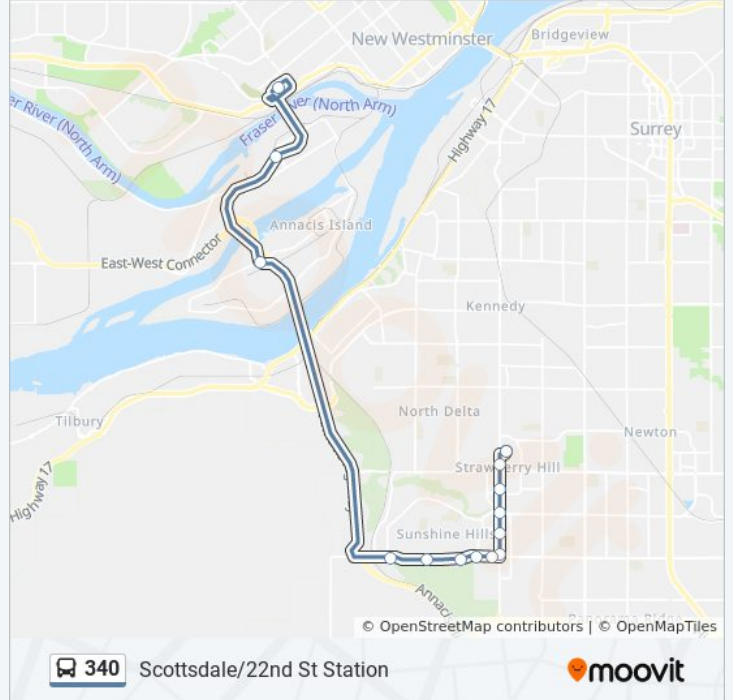 New Westminster
Bridgeview
er River (North Arm)
Fraser
er (North Arm)
Highway 17
Surrey
Annacis Island
East-West Connector
Kennedy
North Delta
Tilbury
Newton
Highway 17
Strawberry Hill
Sunshine Hills
Annaci
© OpenStreetMap contributors | © OpenMapTiles
340 Scottsdale/22nd St Station
moovit